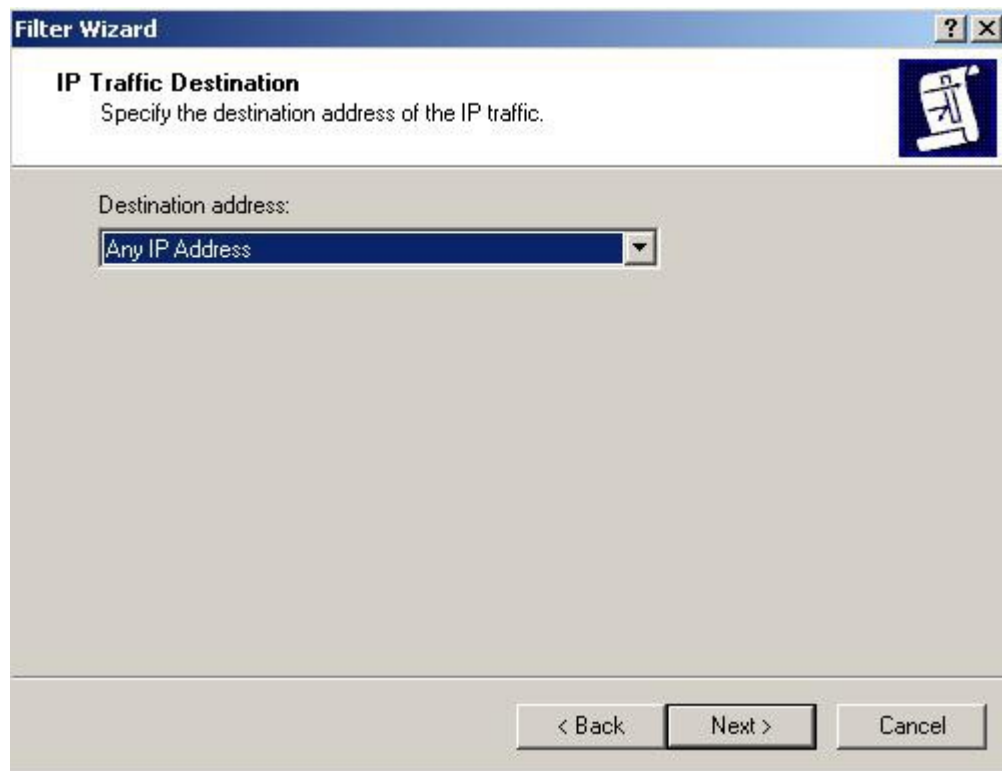 Filter Wizard
IP Traffic Destination
Specify the destination address of the IP traffic.
Destination address:
Any IP Address
< Back
Next >
Cancel